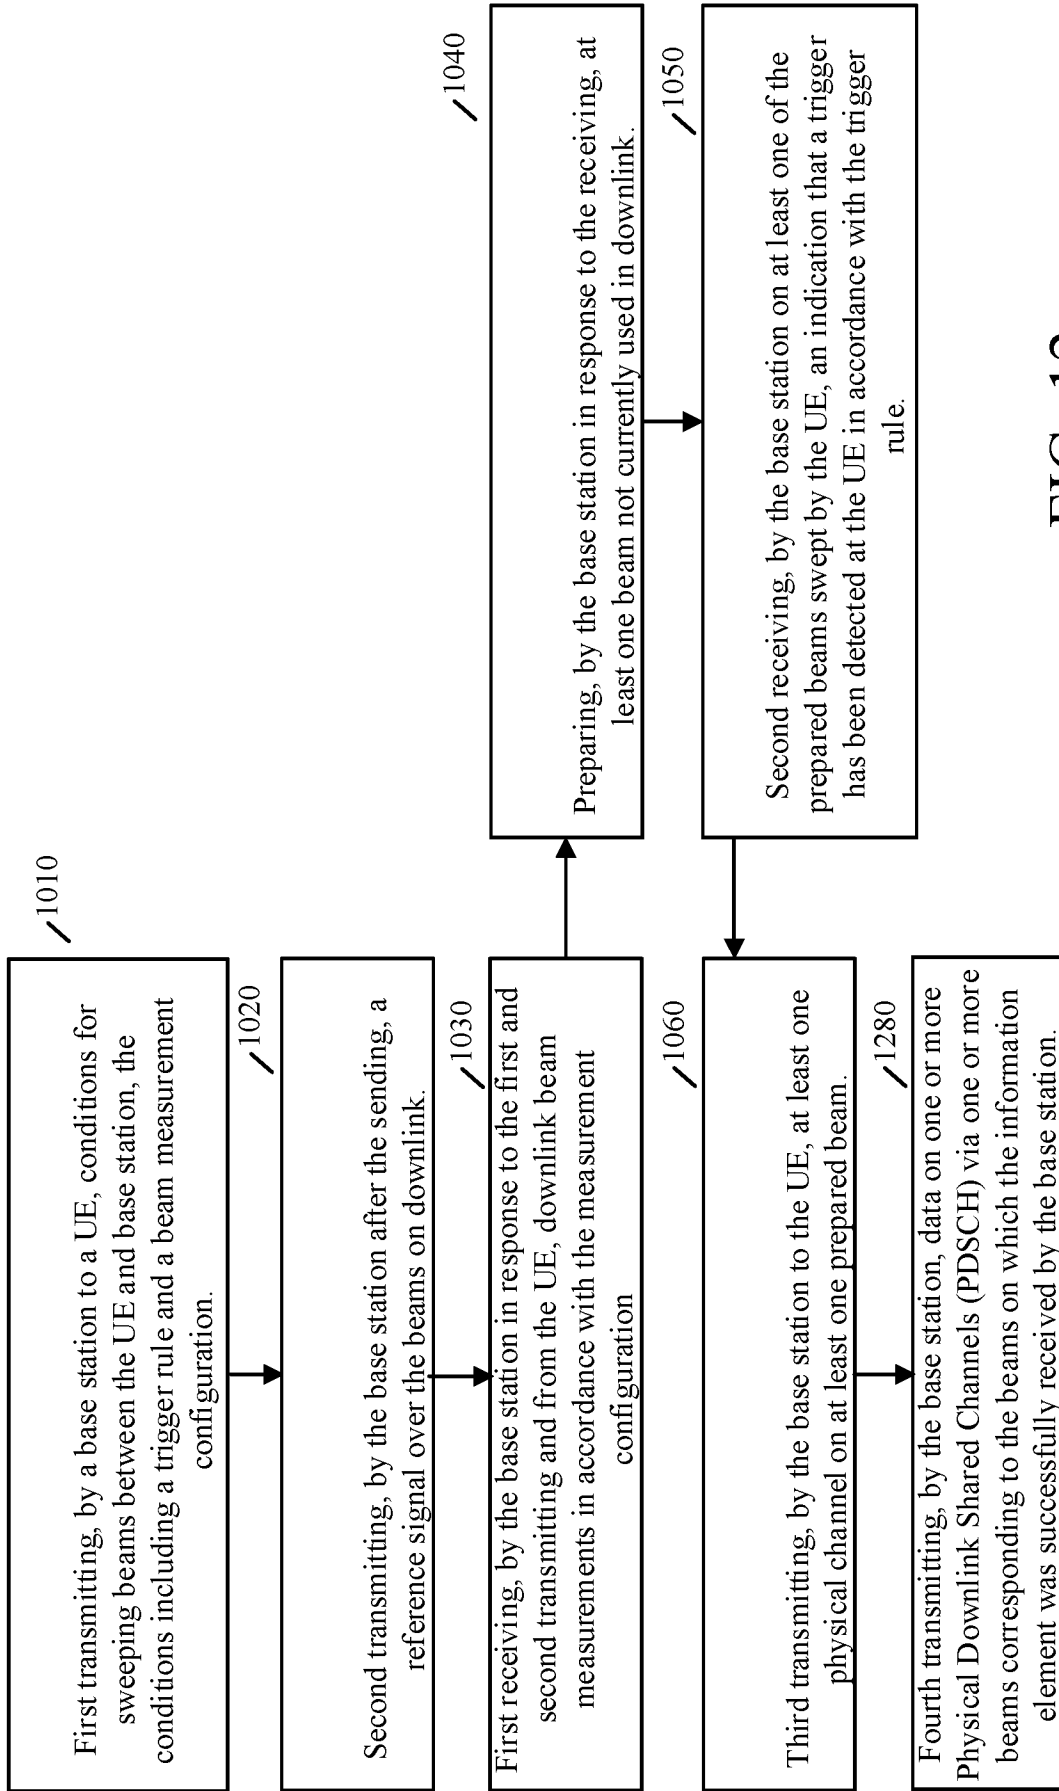 1010
First transmitting, by a base station to a UE, conditions for
sweeping beams between the UE and base station, the
conditions including a trigger rule and a beam measurement
configuration.
1020
Second transmitting, by the base station after the sending, a
reference signal over the beams on downlink.
1030
First receiving, by the base station in response to the first and
second transmitting and from the UE, downlink beam
measurements in accordance with the measurement
configuration
1040
Preparing, by the base station in response to the receiving, at
least one beam not currently used in downlink.
1050
Second receiving, by the base station on at least one of the
prepared beams swept by the UE, an indication that a trigger
has been detected at the UE in accordance with the trigger
rule.
1060
Third transmitting, by the base station to the UE, at least one
physical channel on at least one prepared beam.
1280
Fourth transmitting, by the base station, data on one or more
Physical Downlink Shared Channels (PDSCH) via one or more
beams corresponding to the beams on which the information
element was successfully received by the base station.
FIG. 12